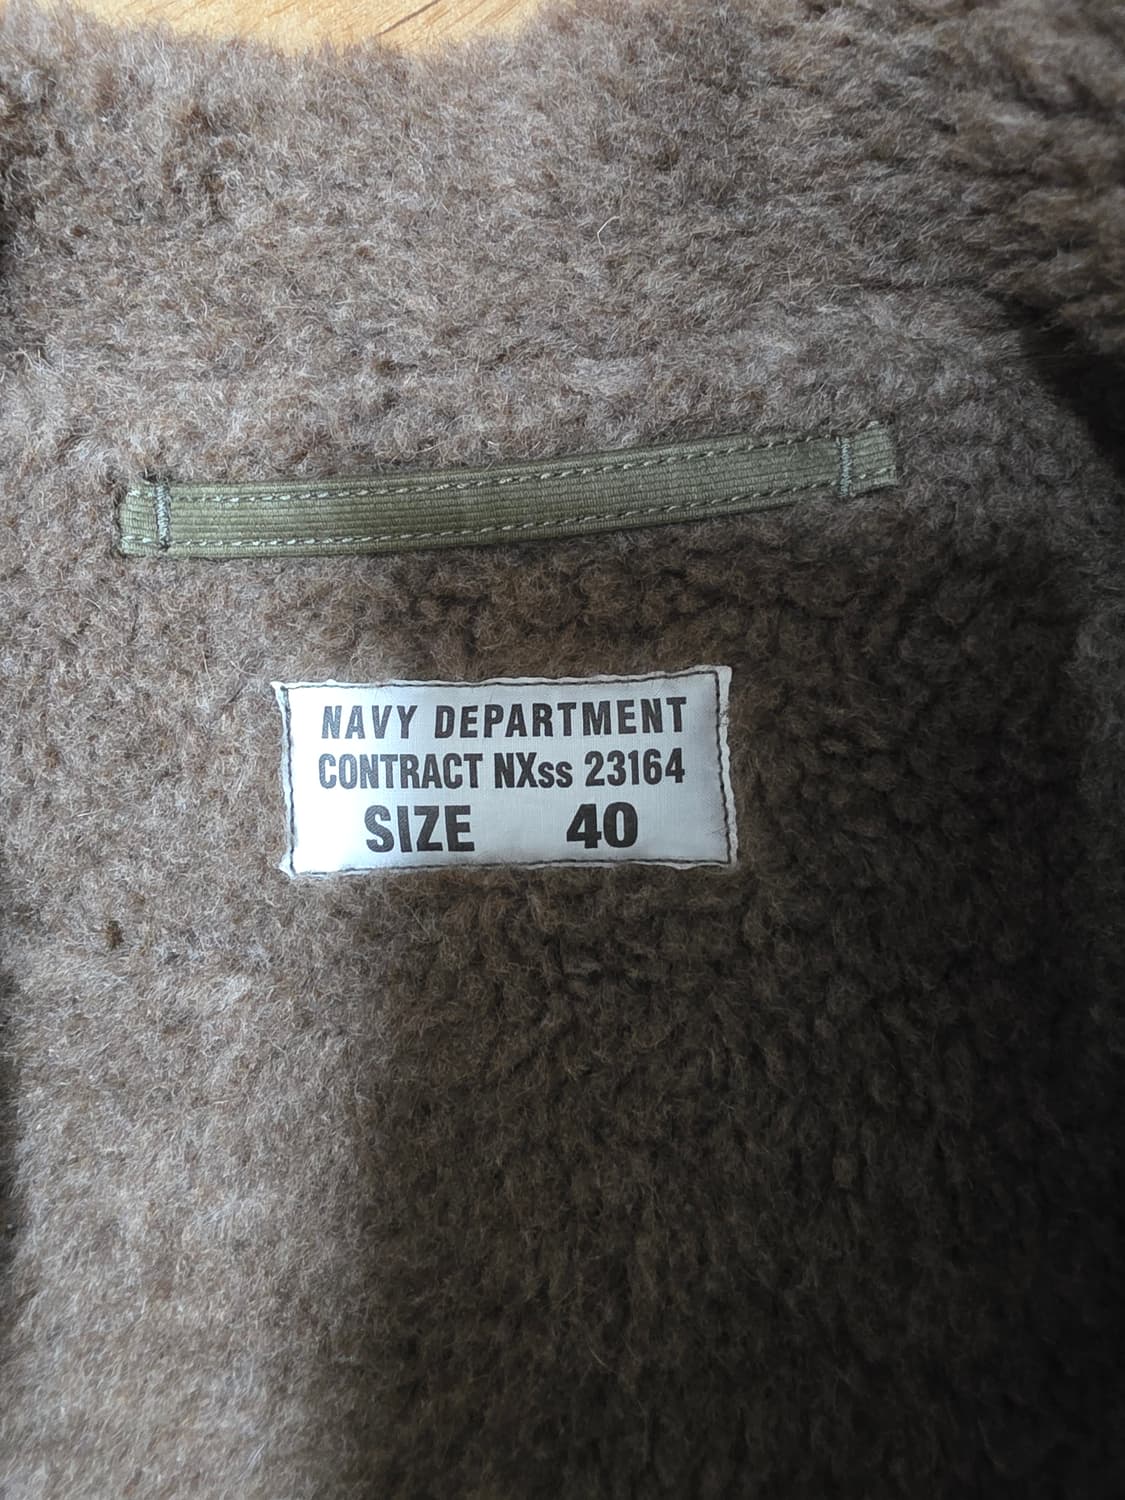 NAVY DEPARTMENT
CONTRACT NXss 23164
SIZE 40